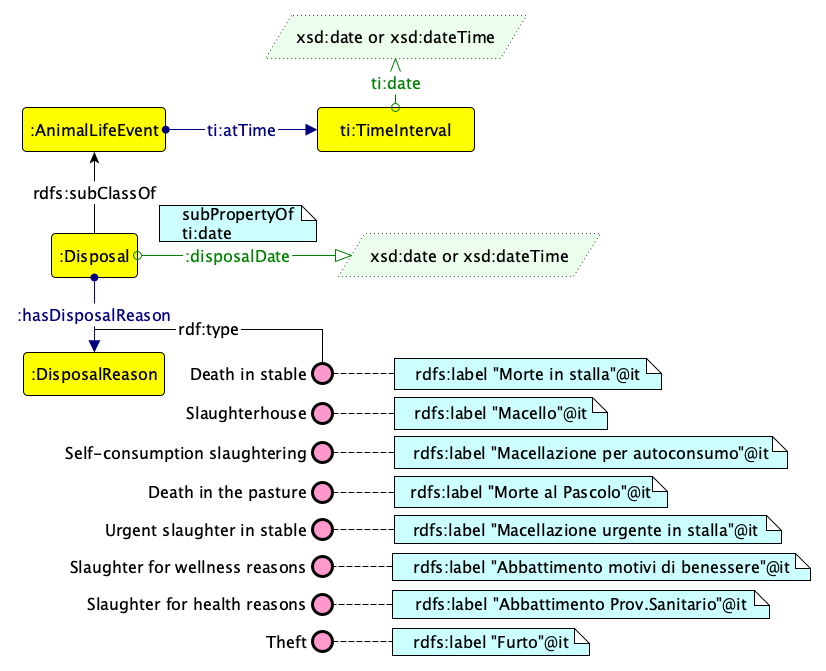 xsd:date or xsd:dateTime
ti:date
:AnimalLifeEvent
ti:atTime
ti:TimeInterval
rdfs:subClassOf
subPropertyOf
ti:date
:Disposal
:disposalDate
xsd:date or xsd:dateTime
:hasDisposalReason
rdf:type
:DisposalReason
Death in stable
rdfs:label "Morte in stalla"@it
Slaughterhouse
rdfs:label "Macello"@it
Self-consumption slaughtering
rdfs:label "Macellazione per autoconsumo"@it
Death in the pasture
rdfs:label "Morte al Pascolo"@it
Urgent slaughter in stable
rdfs:label "Macellazione urgente in stalla"@it
Slaughter for wellness reasons
rdfs:label "Abbattimento motivi di benessere"@it
Slaughter for health reasons
rdfs:label "Abbattimento Prov.Sanitario"@it
Theft
rdfs:label "Furto"@it